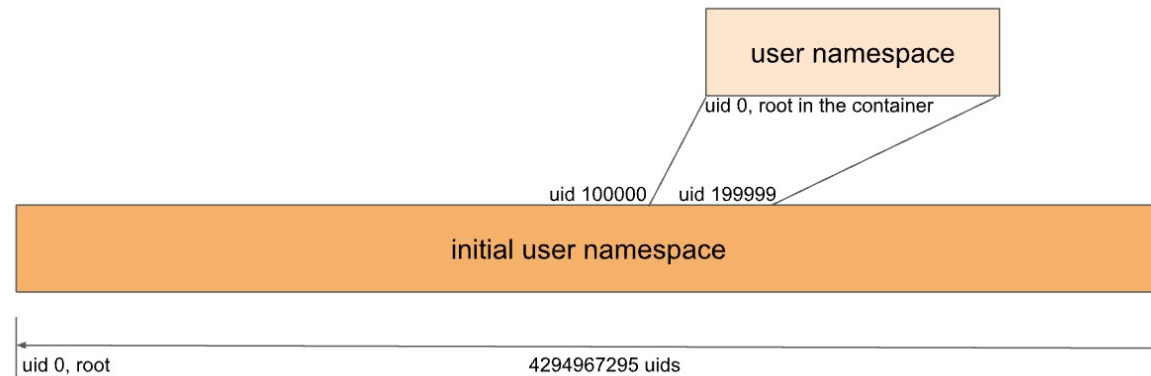 user namespace
uid 0, root in the container
uid 100000 uid 199999
initial user namespace
uid 0, root 4294967295 uids